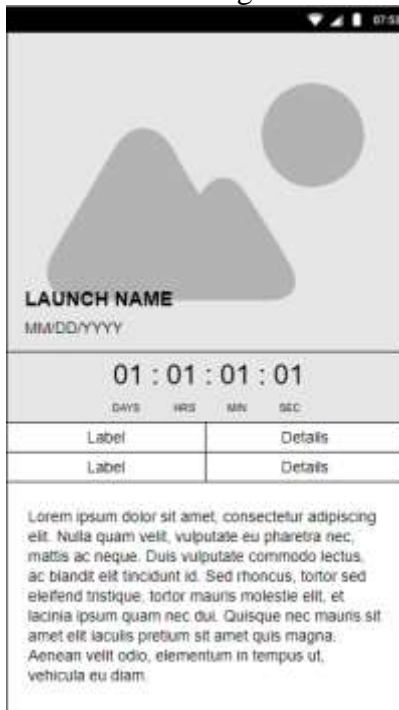 07:53
LAUNCH NAME
MM/DD/YYYY
01 : 01 : 01 : 01
DAYS HRS MIN SEC
Label Details
Label Details
Lorem ipsum dolor sit amet, consectetur adipiscing
elit. Nulla quam velit, vulputate eu pharetra nec,
mattis ac neque. Duis vulputate commodo lectus,
ac blandit elit tincidunt id. Sed rhoncus, tortor sed
eleifend tristique, tortor mauris molestie elit, et
lacinia ipsum quam nec dui. Quisque nec mauris sit
amet elit iaculis pretium sit amet quis magna.
Aenean velit odio, elementum in tempus ut,
vehicula eu diam.